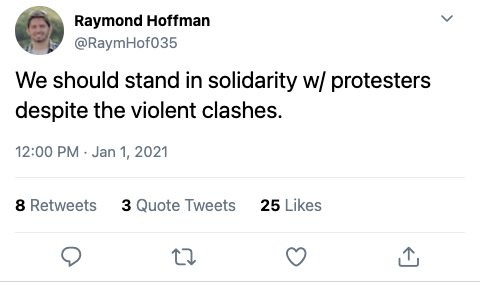 Raymond Hoffman
@RaymHof035
We should stand in solidarity w/ protesters
despite the violent clashes.
12:00 PM · Jan 1, 2021
8 Retweets 3 Quote Tweets 25 Likes